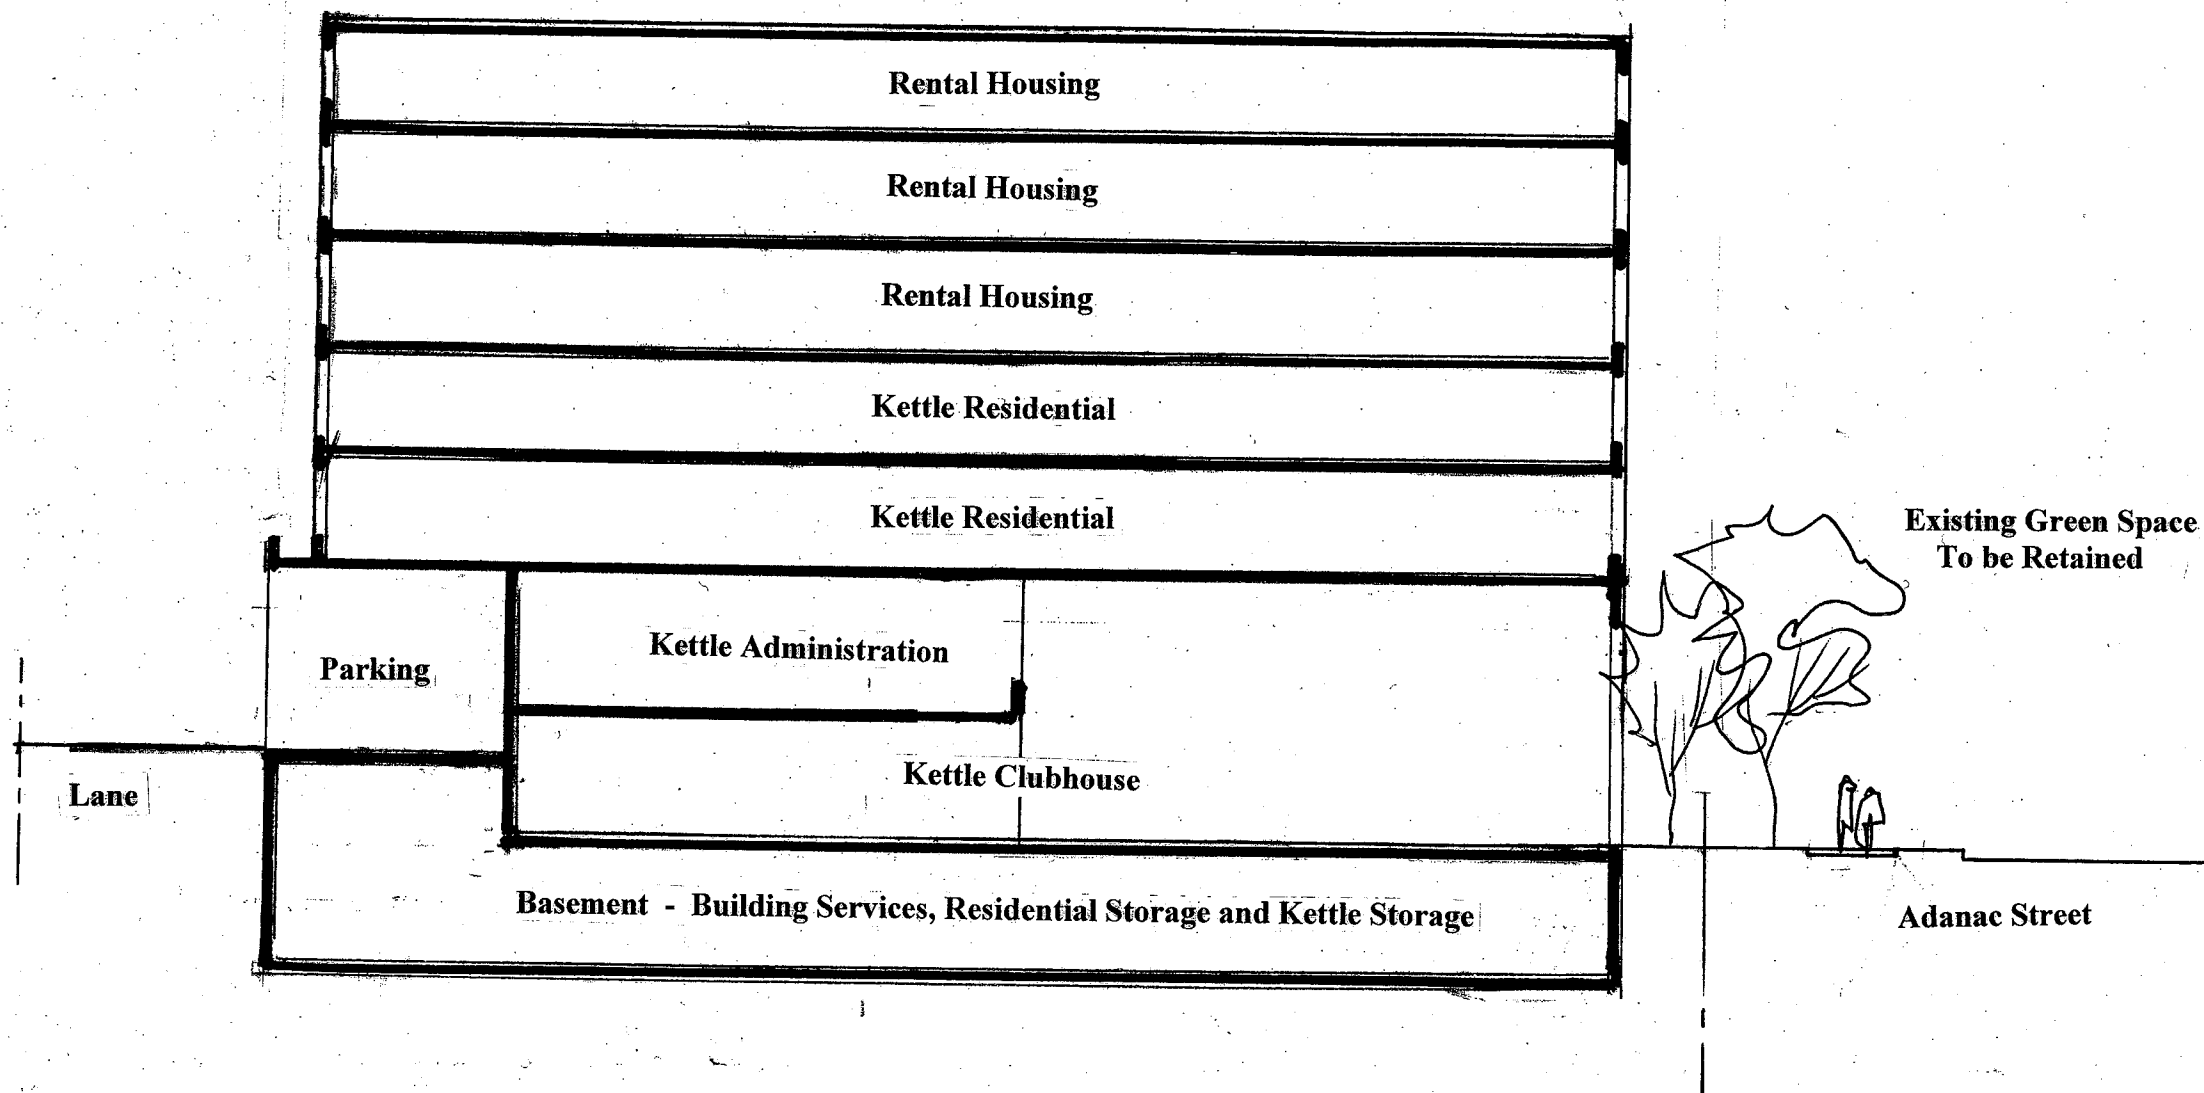 Rental Housing
Rental Housing
Rental Housing
Kettle Residential
Kettle Residential
Existing Green Space
To be Retained
Kettle Administration
Parking
Kettle Clubhouse
Lane
Basement - Building Services, Residential Storage and Kettle Storage
Adanac Street